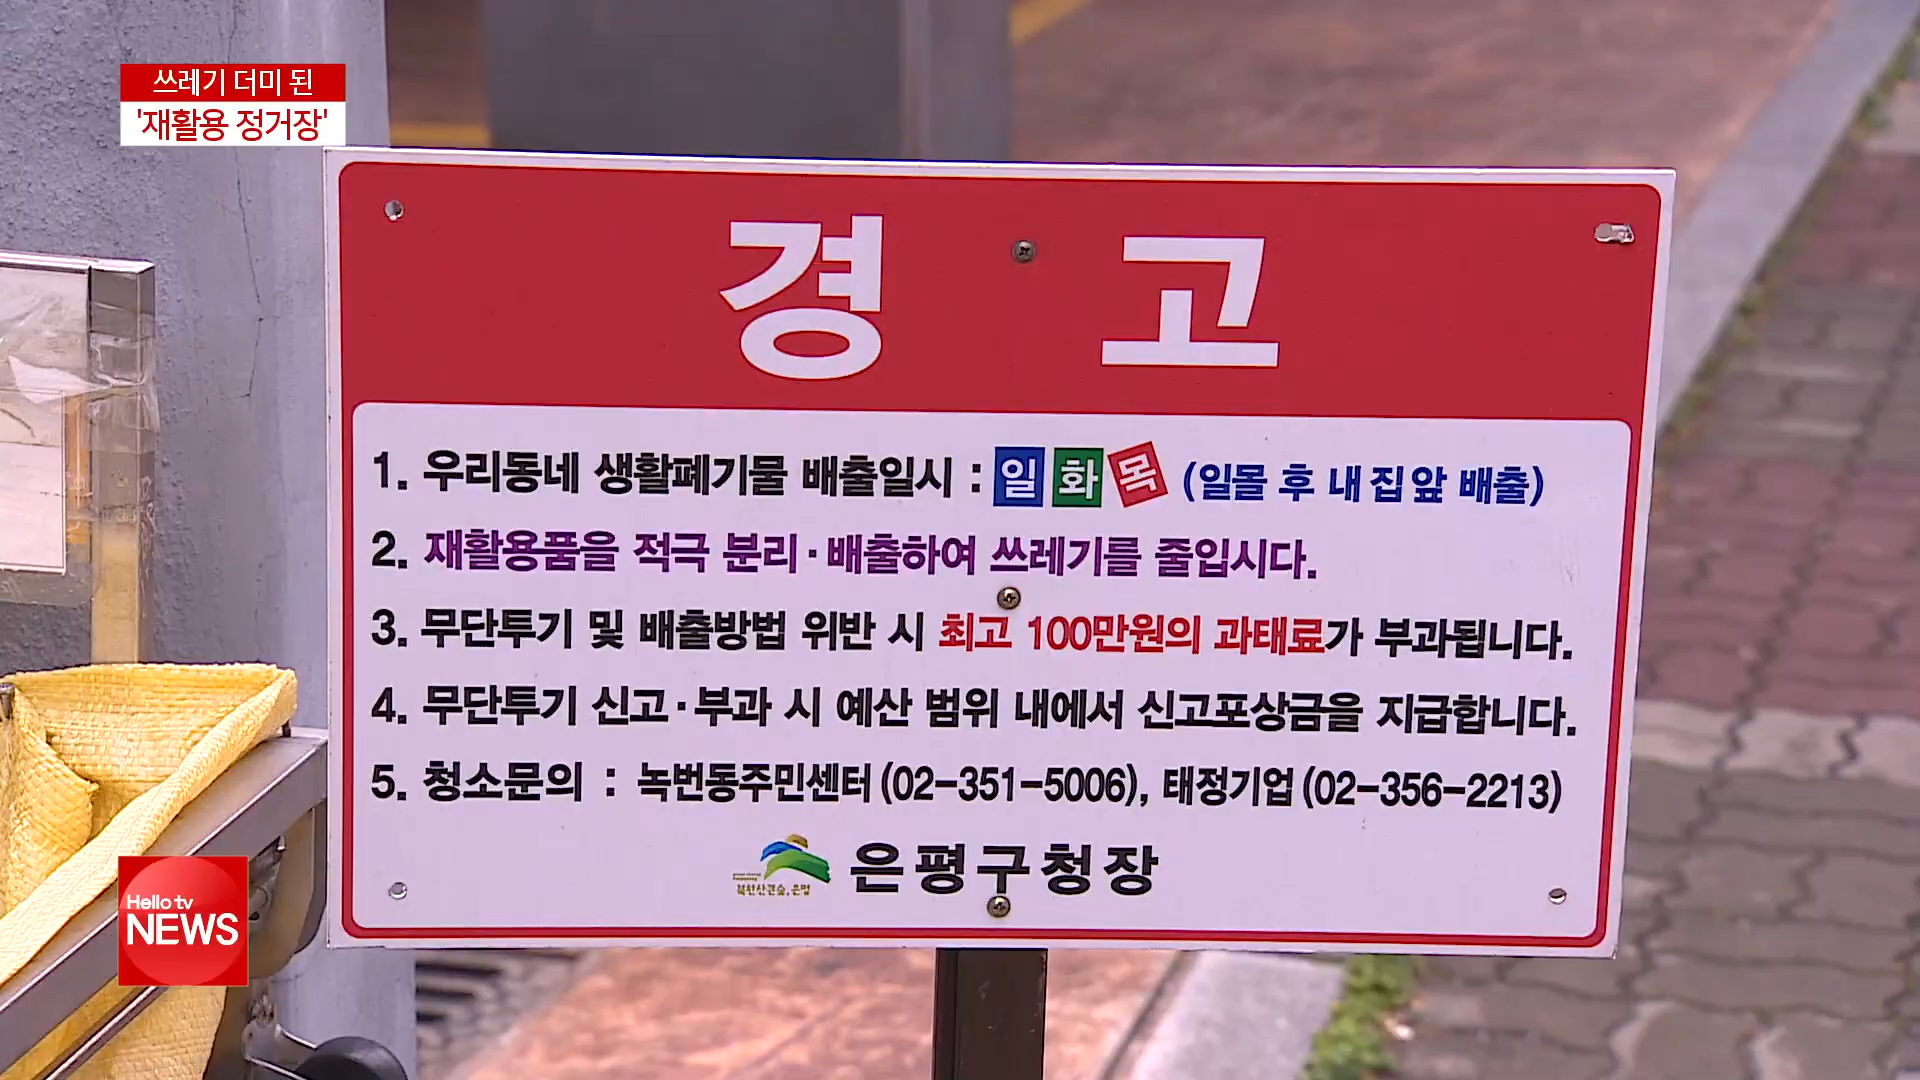 쓰레기 더미 된
'재활용 정거장'
경 고
1. 우리동네 생활폐기물 배출일시 : 일 화 목 (일몰 후 내 집 앞 배출)
2. 재활용품을 적극 분리·배출하여 쓰레기를 줄입시다.
3. 무단투기 및 배출방법 위반 시 최고 100만원의 과태료가 부과됩니다.
4. 무단투기 신고·부과 시 예산 범위 내에서 신고포상금을 지급합니다.
5. 청소문의 : 녹번동주민센터(02-351-5006), 태정기업(02-356-2213)
북한산큰숲, 은평
은평구청장
Hello tv
NEWS